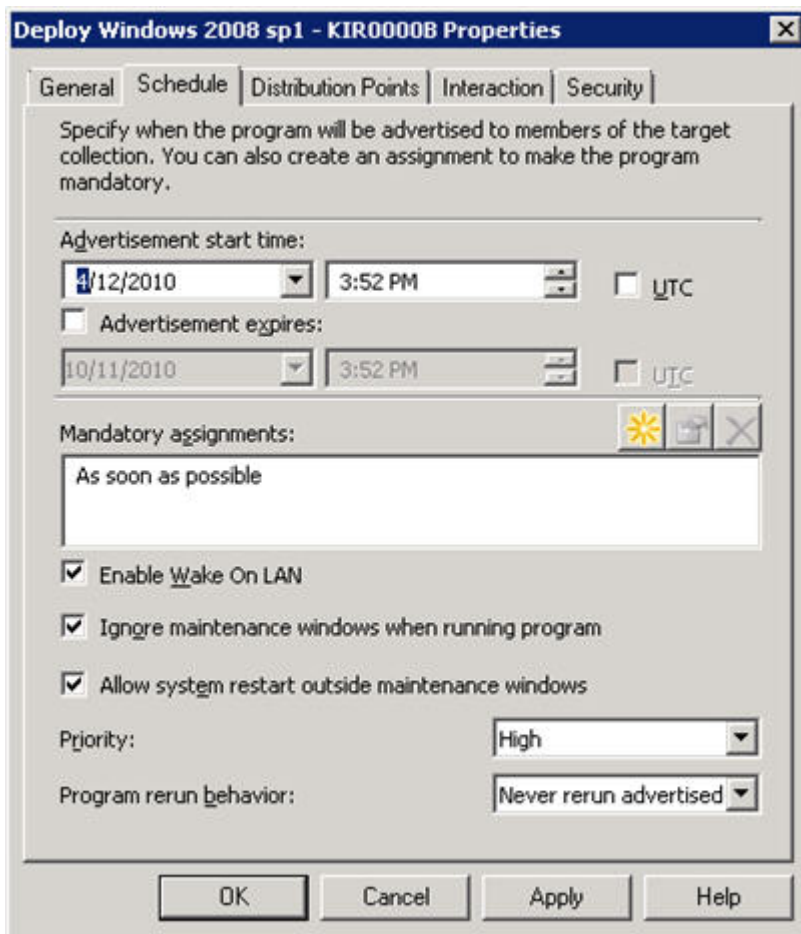 Deploy Windows 2008 sp1 - KIR0000B Properties
General Schedule Distribution Points Interaction Security
Specify when the program will be advertised to members of the target
collection. You can also create an assignment to make the program
mandatory.
Advertisement start time:
4/12/2010 3:52 PM UTC
Advertisement expires:
10/11/2010 3:52 PM UTC
Mandatory assignments:
As soon as possible
Enable Wake On LAN
Ignore maintenance windows when running program
Allow system restart outside maintenance windows
Priority: High
Program rerun behavior: Never rerun advertised
OK Cancel Apply Help